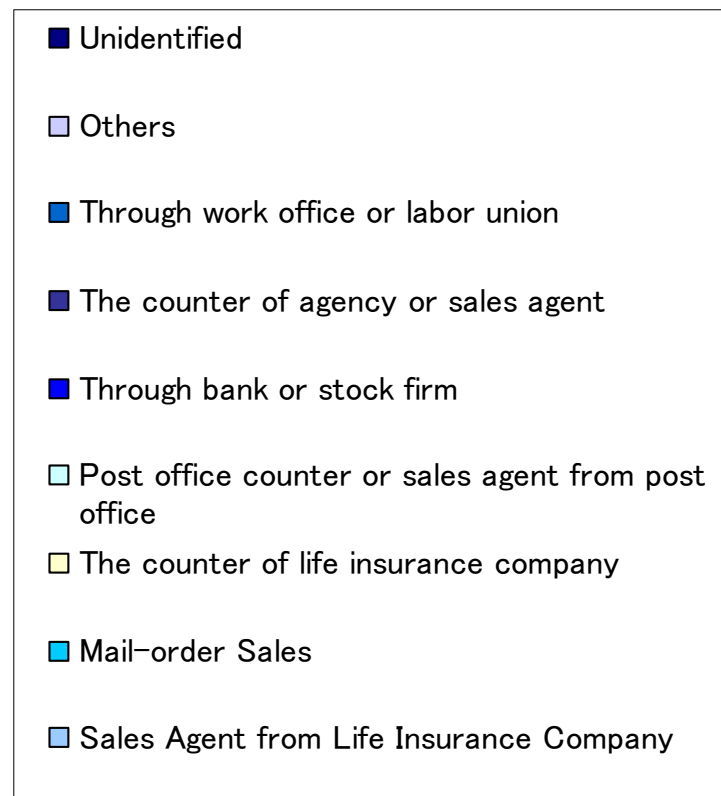 Unidentified
Others
Through work office or labor union
The counter of agency or sales agent
Through bank or stock firm
Post office counter or sales agent from post
office
The counter of life insurance company
Mail-order Sales
Sales Agent from Life Insurance Company